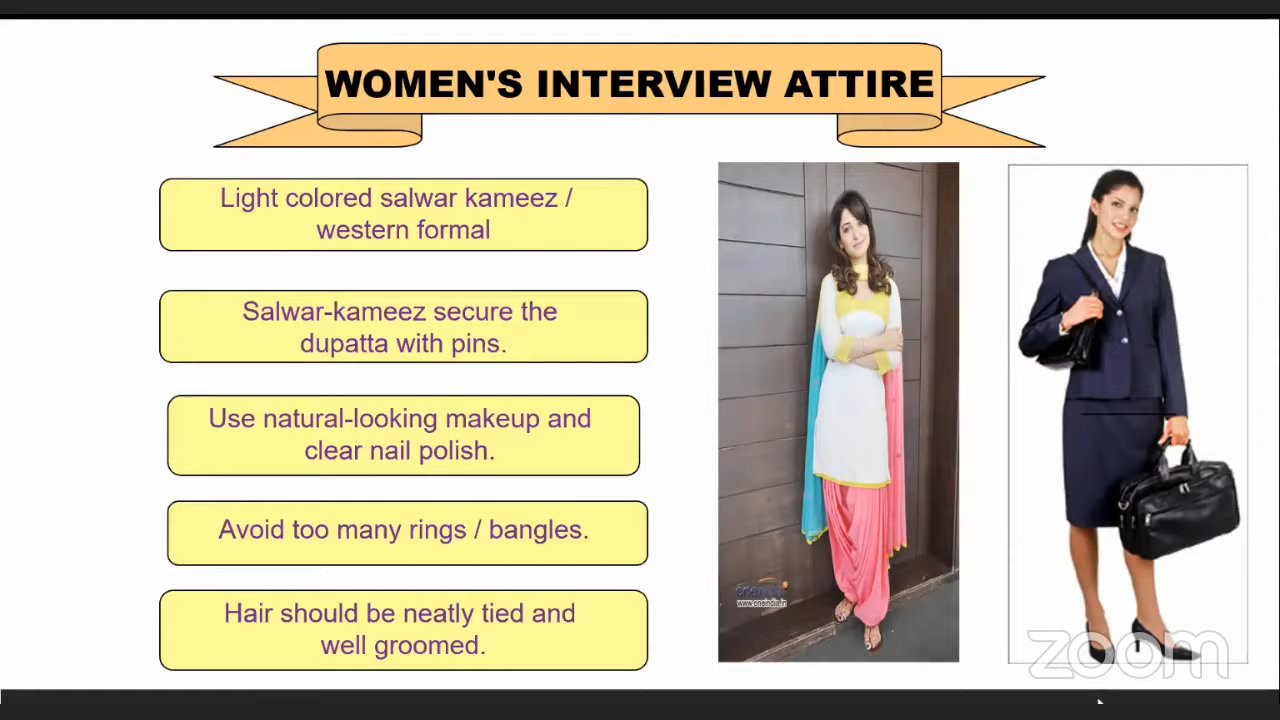 WOMEN'S INTERVIEW ATTIRE
Light colored salwar kameez /
western formal
Salwar-kameez secure the
dupatta with pins.
Use natural-looking makeup and
clear nail polish.
Avoid too many rings / bangles.
Hair should be neatly tied and
well groomed.
oneindia
www.oneindia.in
zoom